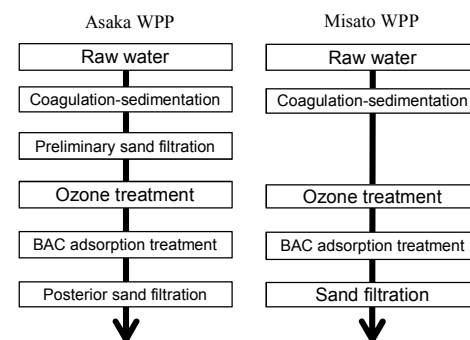 Asaka WPP
Raw water
Coagulation-sedimentation
Preliminary sand filtration
Ozone treatment
BAC adsorption treatment
Posterior sand filtration
Misato WPP
Raw water
Coagulation-sedimentation
Ozone treatment
BAC adsorption treatment
Sand filtration